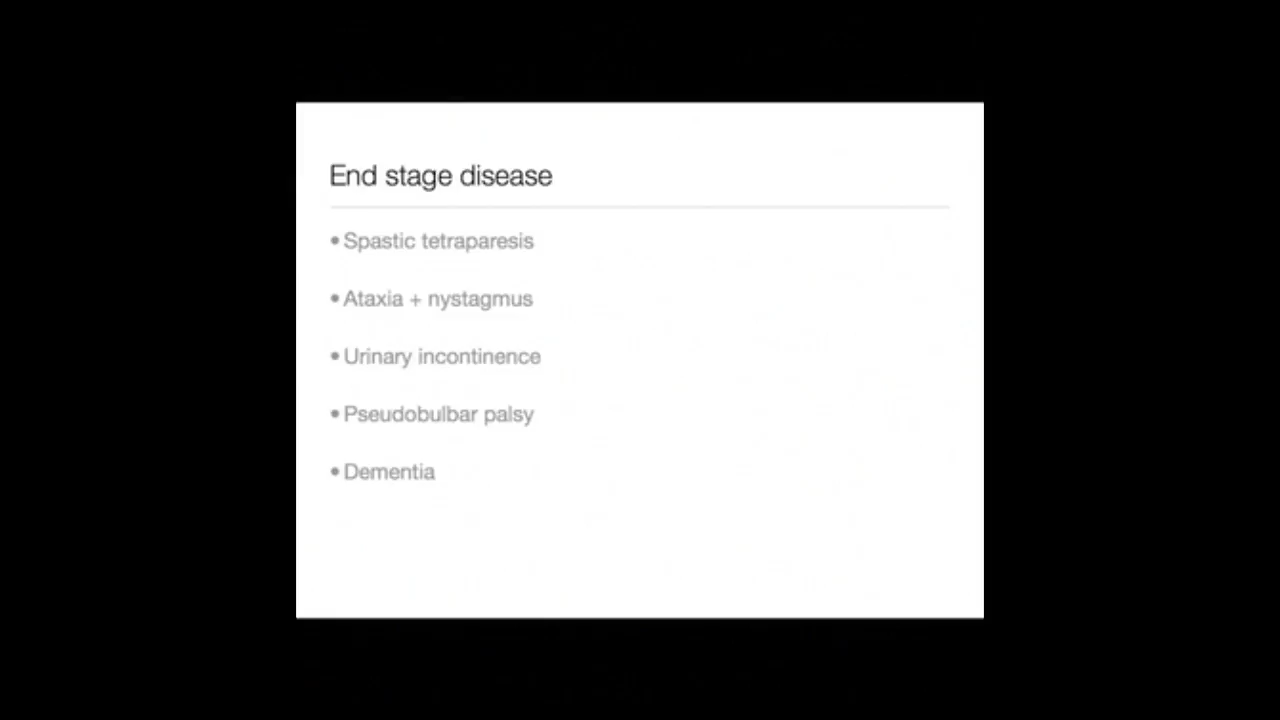 End stage disease
•Spastic tetraparesis
•Ataxia + nystagmus
•Urinary incontinence
•Pseudobulbar palsy
•Dementia